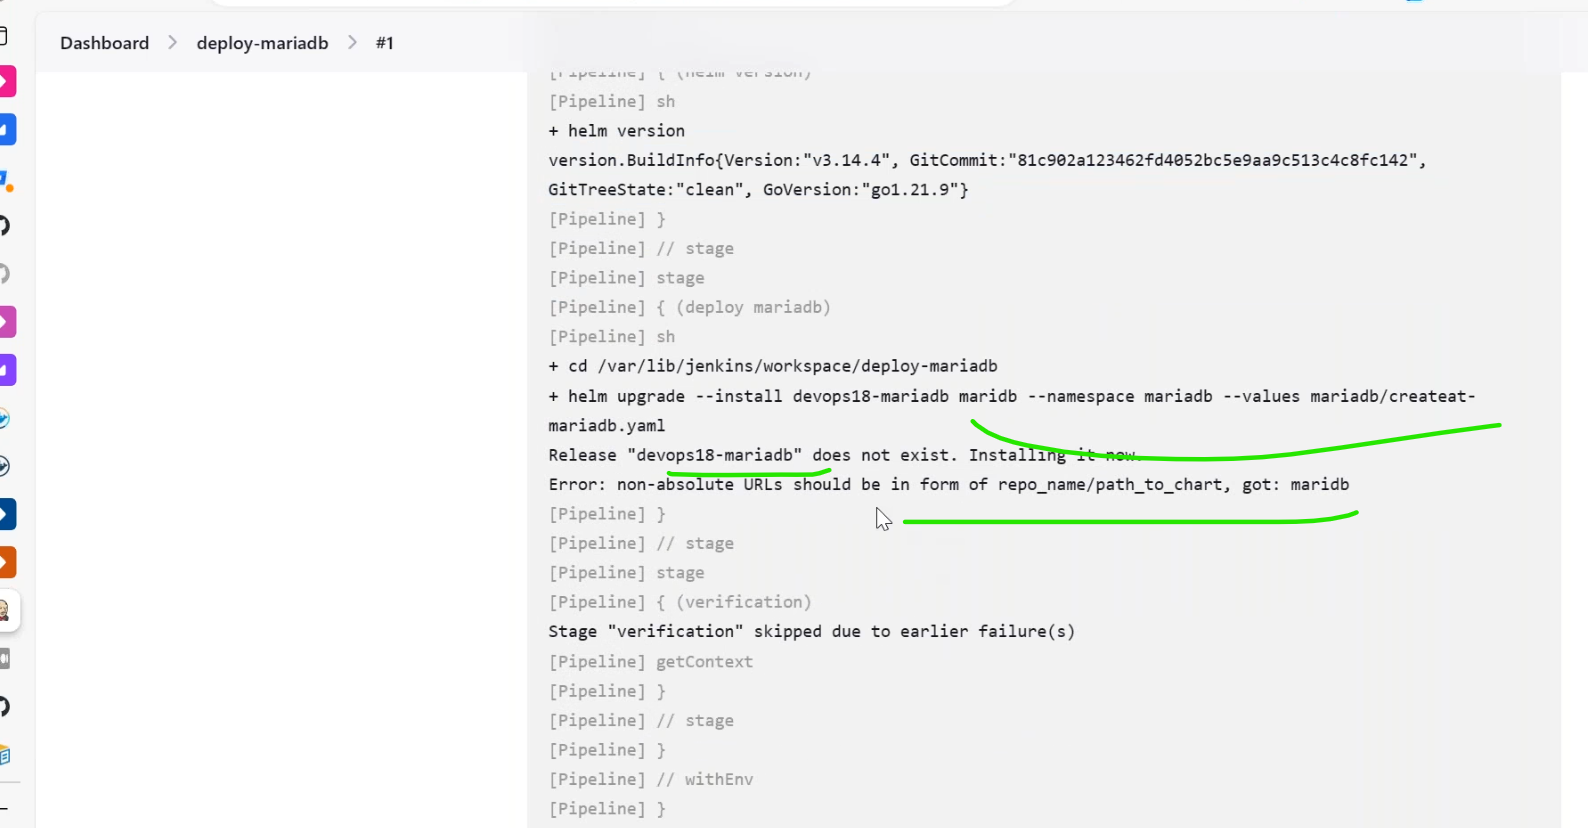 Dashboard > deploy-mariadb > #1
[Pipeline] { (helm version)
[Pipeline] sh
+ helm version
version.BuildInfo{Version:"v3.14.4", GitCommit:"81c902a123462fd4052bc5e9aa9c513c4c8fc142",
GitTreeState:"clean", GoVersion:"go1.21.9"}
[Pipeline] }
[Pipeline] // stage
[Pipeline] stage
[Pipeline] { (deploy mariadb)
[Pipeline] sh
+ cd /var/lib/jenkins/workspace/deploy-mariadb
+ helm upgrade --install devops18-mariadb maridb --namespace mariadb --values mariadb/createat-
mariadb.yaml
Release "devops18-mariadb" does not exist. Installing it now.
Error: non-absolute URLs should be in form of repo_name/path_to_chart, got: maridb
[Pipeline] }
[Pipeline] // stage
[Pipeline] stage
[Pipeline] { (verification)
Stage "verification" skipped due to earlier failure(s)
[Pipeline] getContext
[Pipeline] }
[Pipeline] // stage
[Pipeline] }
[Pipeline] // withEnv
[Pipeline] }